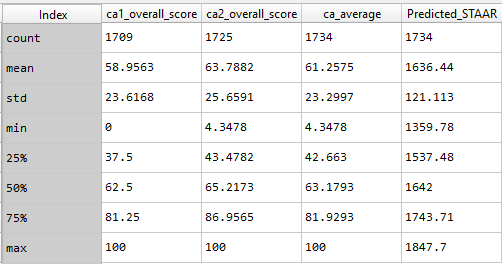 Index ca1_overall_score ca2_overall_score ca_average Predicted_STAAR
count 1709 1725 1734 1734
mean 58.9563 63.7882 61.2575 1636.44
std 23.6168 25.6591 23.2997 121.113
min 0 4.3478 4.3478 1359.78
25% 37.5 43.4782 42.663 1537.48
50% 62.5 65.2173 63.1793 1642
75% 81.25 86.9565 81.9293 1743.71
max 100 100 100 1847.7